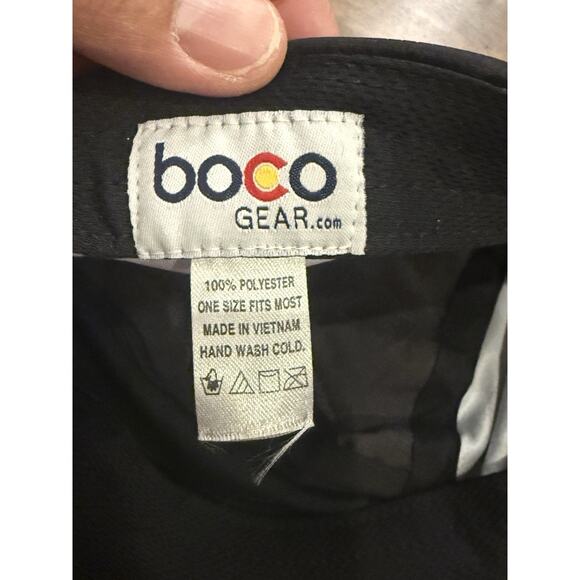 boco
GEAR.com
100% POLYESTER
ONE SIZE FITS MOST
MADE IN VIETNAM
HAND WASH COLD.